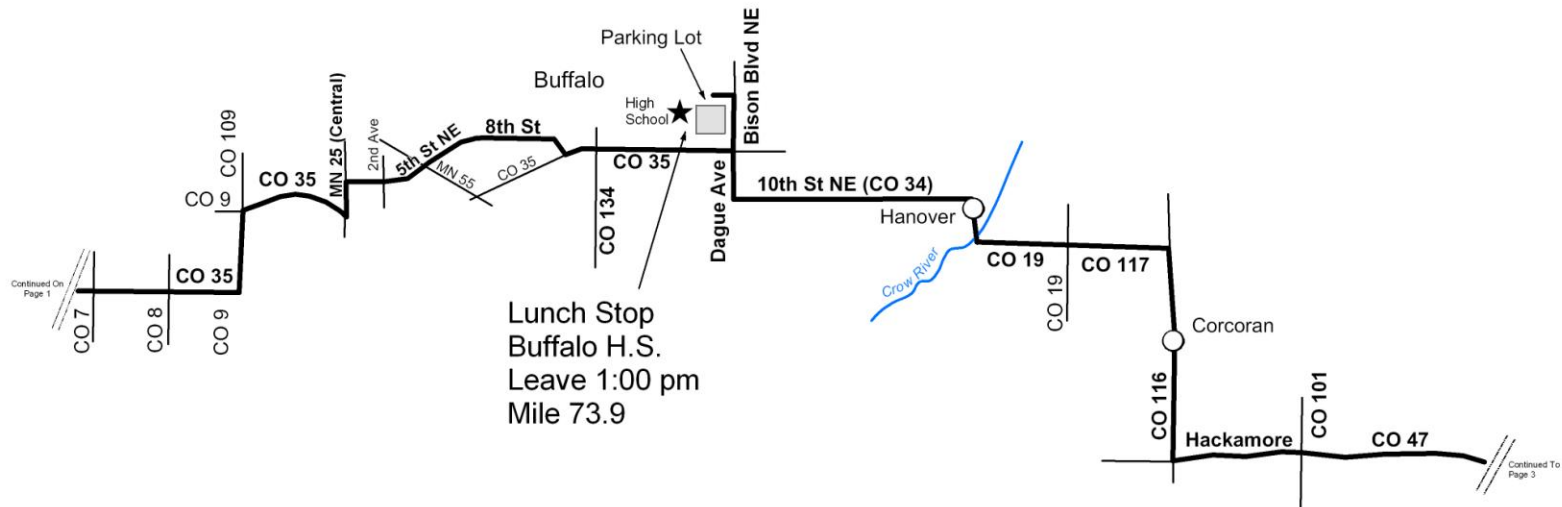 Continued On
Page 1
CO 7
CO 8
CO 35
CO 9
CO 9
CO 109
CO 35
MN 25 (Central)
2nd Ave
5th St NE
MN 55
8th St
CO 35
Buffalo
CO 134
CO 35
High
School
Parking Lot
Bison Blvd NE
Dague Ave
Lunch Stop
Buffalo H.S.
Leave 1:00 pm
Mile 73.9
10th St NE (CO 34)
Hanover
Crow River
CO 19
CO 19
CO 117
Corcoran
CO 116
Hackamore
CO 101
CO 47
Continued To
Page 3